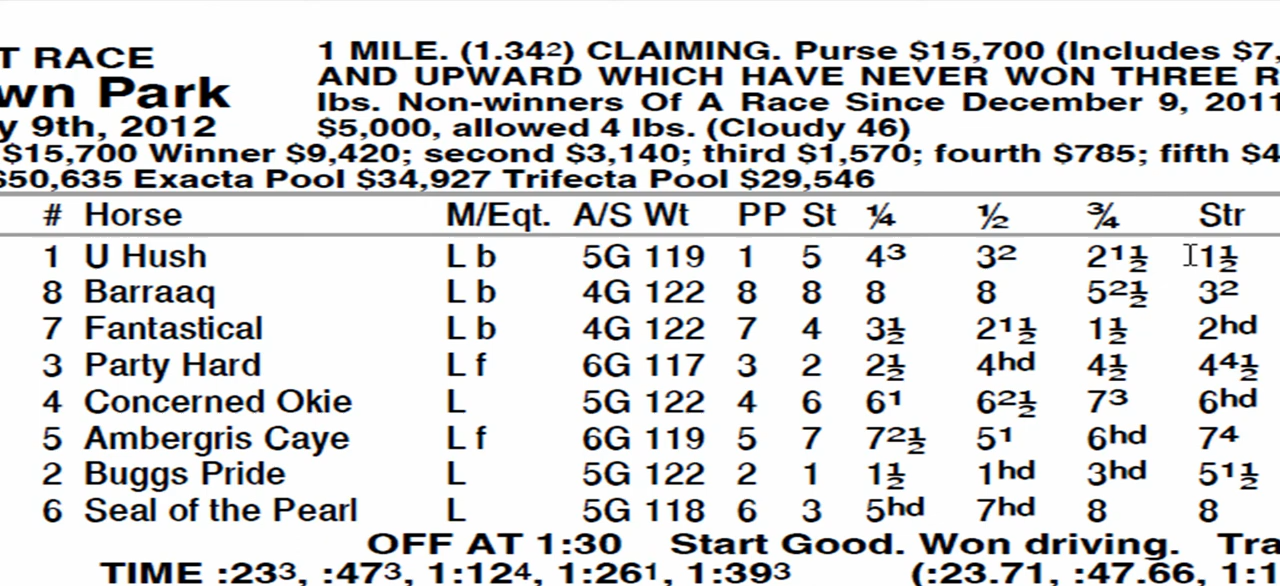 T RACE
wn Park
y 9th, 2012
1 MILE. (1.34²) CLAIMING. Purse $15,700 (Includes $7,
AND UPWARD WHICH HAVE NEVER WON THREE R
lbs. Non-winners Of A Race Since December 9, 2011
$5,000, allowed 4 lbs. (Cloudy 46)
$15,700 Winner $9,420; second $3,140; third $1,570; fourth $785; fifth $4
$50,635 Exacta Pool $34,927 Trifecta Pool $29,546
# Horse M/Eqt. A/S Wt PP St ¼ ½ ¾ Str
1 U Hush L b 5G 119 1 5 4³ 3² 2¹½ 1½
8 Barraaq L b 4G 122 8 8 8 8 5²½ 3²
7 Fantastical L b 4G 122 7 4 3½ 2¹½ 1½ 2hd
3 Party Hard L f 6G 117 3 2 2½ 4hd 4½ 4⁴½
4 Concerned Okie L 5G 122 4 6 6¹ 6²½ 7³ 6hd
5 Ambergris Caye L f 6G 119 5 7 7²½ 5¹ 6hd 7⁴
2 Buggs Pride L 5G 122 2 1 1½ 1hd 3hd 5¹½
6 Seal of the Pearl L 5G 118 6 3 5hd 7hd 8 8
OFF AT 1:30 Start Good. Won driving. Tra
TIME :23³, :47³, 1:12⁴, 1:26¹, 1:39³ (:23.71, :47.66, 1:1